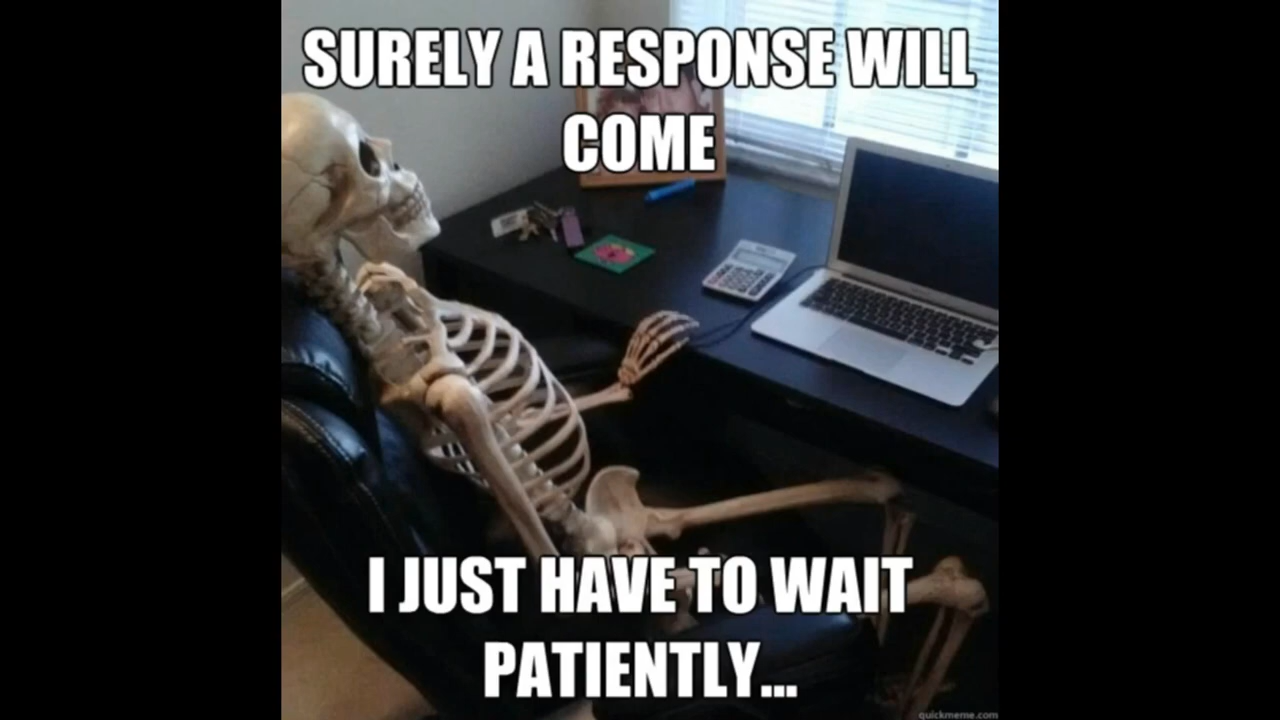 SURELY A RESPONSE WILL
COME
I JUST HAVE TO WAIT
PATIENTLY...
quickmeme.com